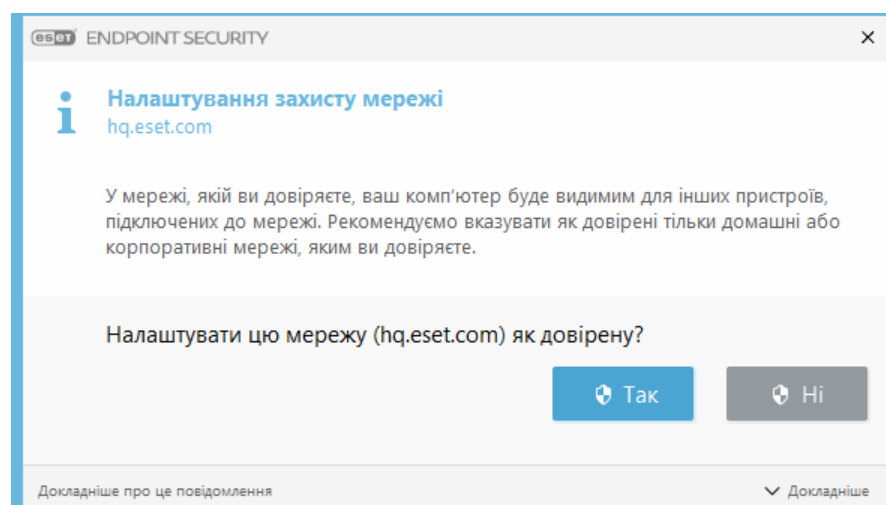 eset ENDPOINT SECURITY
Налаштування захисту мережі
hq.eset.com
У мережі, якій ви довіряєте, ваш комп'ютер буде видимим для інших пристроїв,
підключених до мережі. Рекомендуємо вказувати як довірені тільки домашні або
корпоративні мережі, яким ви довіряєте.
Налаштувати цю мережу (hq.eset.com) як довірену?
Так
Ні
Докладніше про це повідомлення
Докладніше